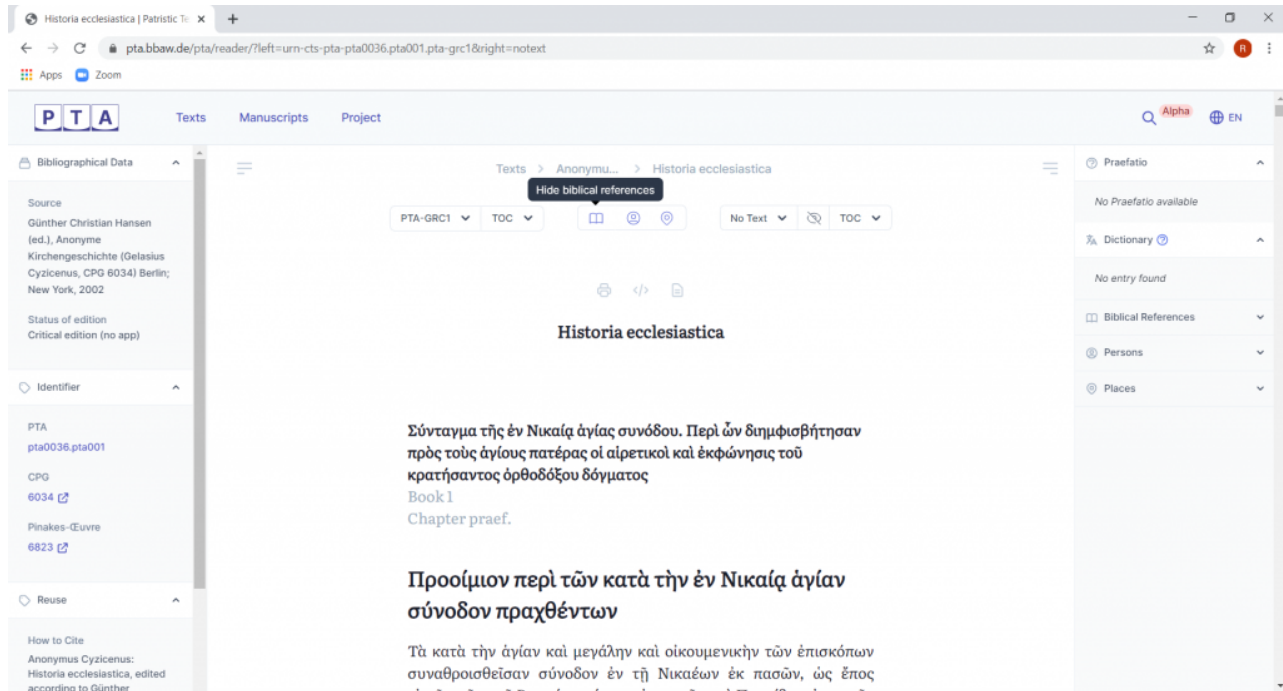 Historia ecclesiastica | Patristic Te
pta.bbaw.de/pta/reader/?left=urn-cts-pta-pta0036.pta001.pta-grc1&right=notext
R
Apps Zoom
PTA
Texts Manuscripts Project
Alpha
EN
Bibliographical Data
Source
Günther Christian Hansen
(ed.), Anonyme
Kirchengeschichte (Gelasius
Cyzicenus, CPG 6034) Berlin;
New York, 2002
Status of edition
Critical edition (no app)
Identifier
PTA
pta0036.pta001
CPG
6034
Pinakes-Œuvre
6823
Reuse
How to Cite
Anonymus Cyzicenus:
Historia ecclesiastica, edited
according to Günther
Texts > Anonymu... > Historia ecclesiastica
Hide biblical references
PTA-GRC1 TOC No Text TOC
Historia ecclesiastica
Σύνταγμα τῆς ἐν Νικαίᾳ ἁγίας συνόδου. Περὶ ὧν διημφισβήτησαν
πρὸς τοὺς ἁγίους πατέρας οἱ αἱρετικοὶ καὶ ἐκφώνησις τοῦ
κρατήσαντος ὀρθοδόξου δόγματος
Book 1
Chapter praef.
Προοίμιον περὶ τῶν κατὰ τὴν ἐν Νικαίᾳ ἁγίαν
σύνοδον πραχθέντων
Τὰ κατὰ τὴν ἁγίαν καὶ μεγάλην καὶ οἰκουμενικὴν τῶν ἐπισκόπων
συναθροισθεῖσαν σύνοδον ἐν τῇ Νικαέων ἐκ πασῶν, ὡς ἔπος
Praefatio
No Praefatio available
Dictionary
No entry found
Biblical References
Persons
Places